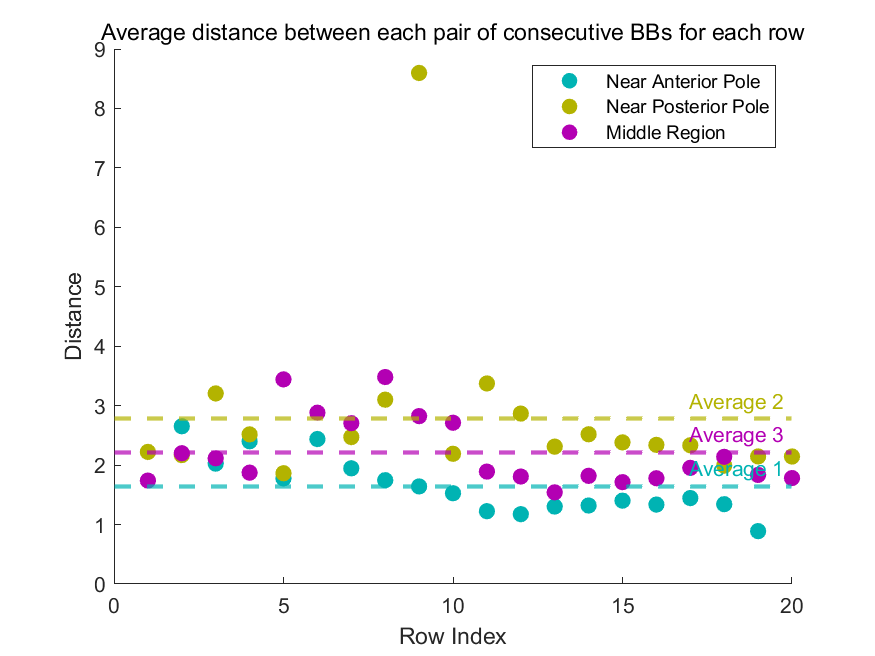 Average distance between each pair of consecutive BBs for each row
9
8
7
6
5
4
3
2
1
0
Distance
Near Anterior Pole
Near Posterior Pole
Middle Region
Average 2
Average 3
Average 1
0 5 10 15 20
Row Index